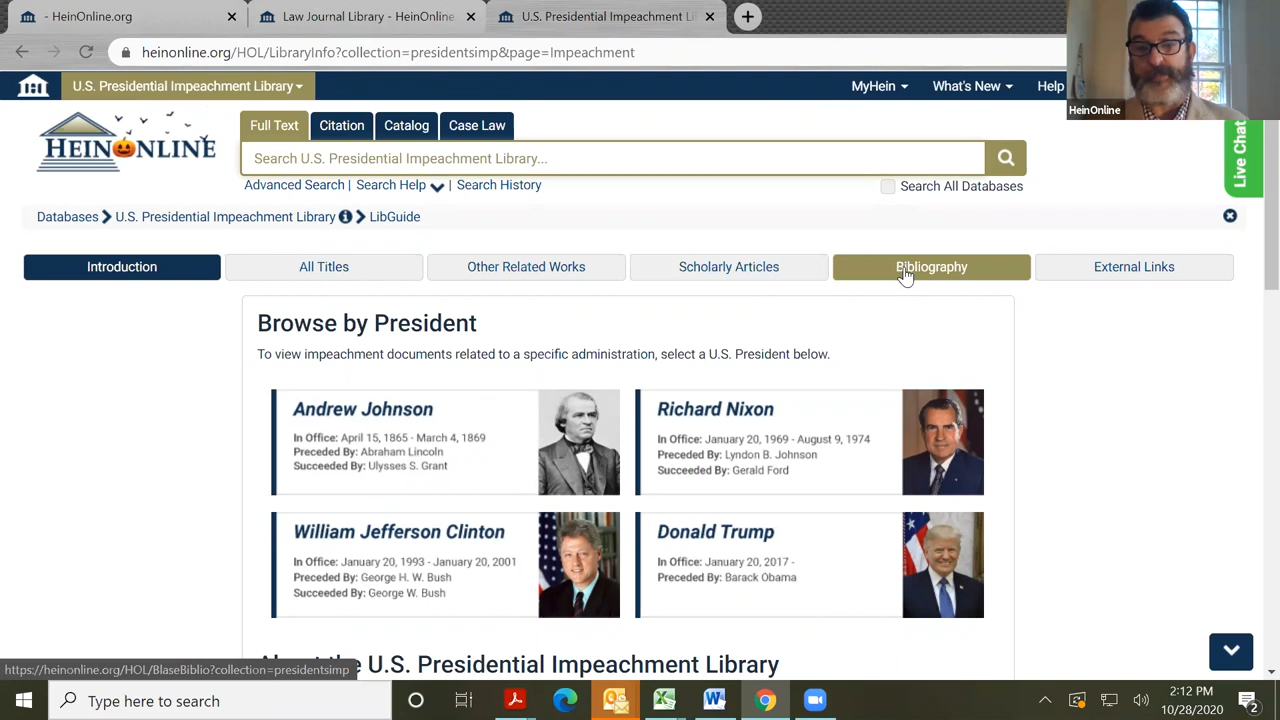 - HeinOnline.org
Law Journal Library - HeinOnline
U.S. Presidential Impeachment Li
heinonline.org/HOL/LibraryInfo?collection=presidentsimp&page=Impeachment
U.S. Presidential Impeachment Library
MyHein
What's New
Help
HeinOnline
HEINONLINE
Full Text
Citation
Catalog
Case Law
Search U.S. Presidential Impeachment Library...
Advanced Search | Search Help | Search History
Search All Databases
Live Chat
Databases U.S. Presidential Impeachment Library LibGuide
Introduction
All Titles
Other Related Works
Scholarly Articles
Bibliography
External Links
Browse by President
To view impeachment documents related to a specific administration, select a U.S. President below.
Andrew Johnson
In Office: April 15, 1865 - March 4, 1869
Preceded By: Abraham Lincoln
Succeeded By: Ulysses S. Grant
Richard Nixon
In Office: January 20, 1969 - August 9, 1974
Preceded By: Lyndon B. Johnson
Succeeded By: Gerald Ford
William Jefferson Clinton
In Office: January 20, 1993 - January 20, 2001
Preceded By: George H. W. Bush
Succeeded By: George W. Bush
Donald Trump
In Office: January 20, 2017 -
Preceded By: Barack Obama
About the U.S. Presidential Impeachment Library
https://heinonline.org/HOL/BlaseBiblio?collection=presidentsimp
Type here to search
2:12 PM
10/28/2020
2